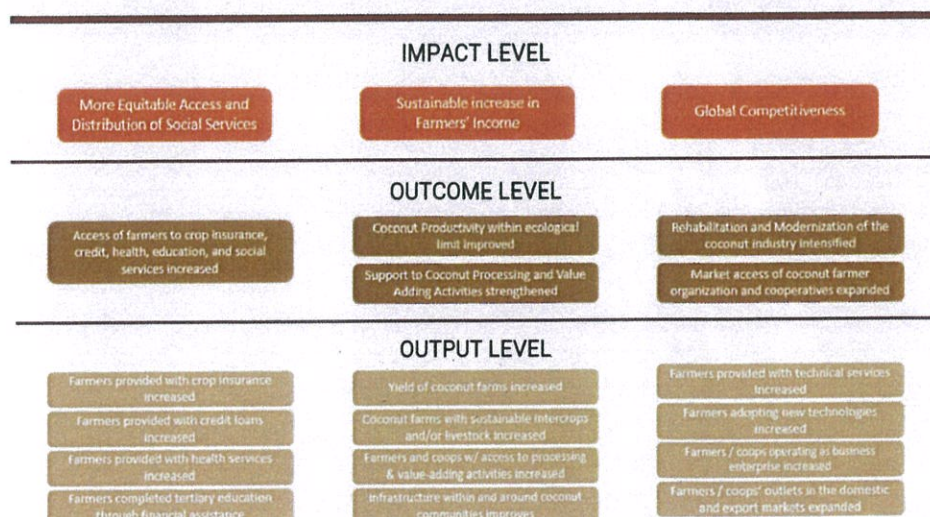 IMPACT LEVEL
More Equitable Access and
Distribution of Social Services
Sustainable increase in
Farmers' Income
Global Competitiveness
OUTCOME LEVEL
Access of farmers to crop insurance,
credit, health, education, and social
services increased
Coconut Productivity within ecological
limit improved
Support to Coconut Processing and Value
Adding Activities strengthened
Rehabilitation and Modernization of the
coconut industry intensified
Market access of coconut farmer
organization and cooperatives expanded
OUTPUT LEVEL
Farmers provided with crop insurance
increased
Farmers provided with credit loans
increased
Farmers provided with health services
increased
Farmers completed tertiary education
through financial assistance
Yield of coconut farms increased
Coconut farms with sustainable intercrops
and/or livestock increased
Farmers and coops w/ access to processing
& value-adding activities increased
Infrastructure within and around coconut
communities improves
Farmers provided with technical services
Increased
Farmers adopting new technologies
increased
Farmers / coops operating as business
enterprise increased
Farmers / coops' outlets in the domestic
and export markets expanded